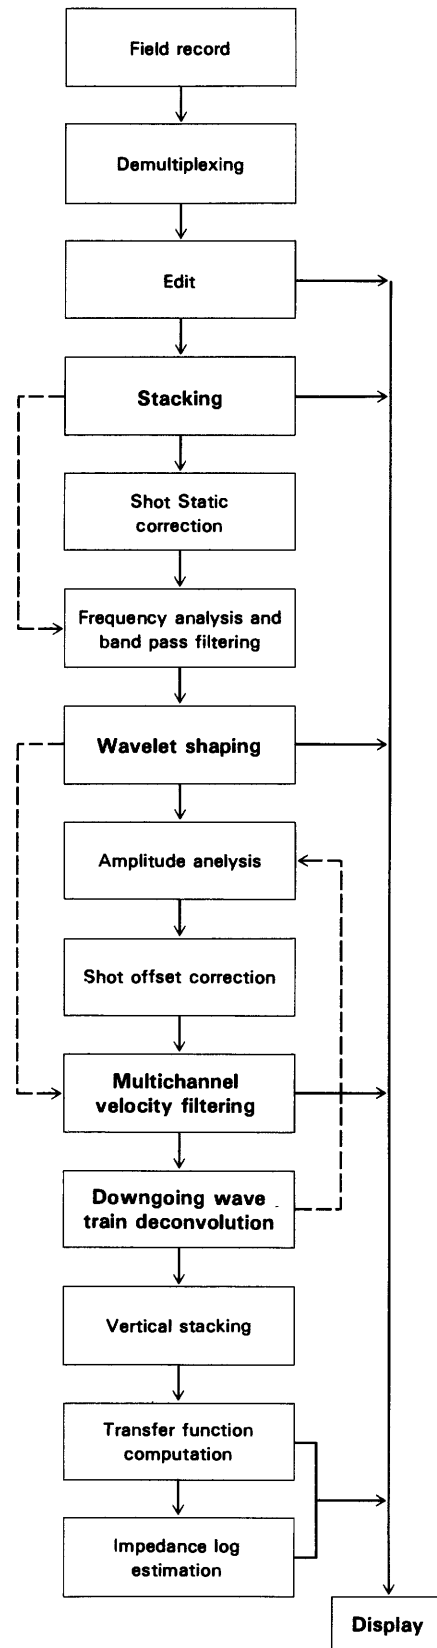 Field record
Demultiplexing
Edit
Stacking
Shot Static
correction
Frequency analysis and
band pass filtering
Wavelet shaping
Amplitude anelysis
Shot offset correction
Multichannel
velocity filtering
Downgoing wave
train deconvolution
Vertical stacking
Transfer function
computation
Impedance log
estimation
Display